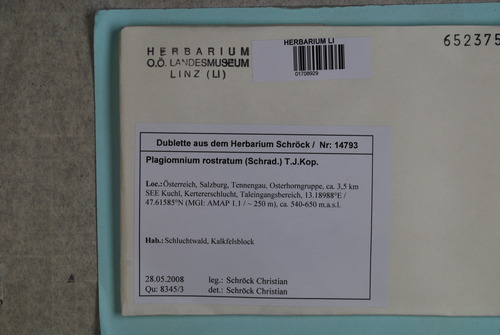 HERBARIUM
O.Ö. LANDESMUSEUM
LINZ (LI)
HERBARIUM LI
01708929
652375
Dublette aus dem Herbarium Schröck / Nr: 14793
Plagiomnium rostratum (Schrad.) T.J.Kop.
Loc.:Österreich, Salzburg, Tennengau, Osterhorngruppe, ca. 3,5 km
SEE Kuchl, Kertererschlucht, Taleingangsbereich, 13.18988°E /
47.61585°N (MGI: AMAP 1.1 / ~ 250 m), ca. 540-650 m.a.s.l.
Hab.:Schluchtwald, Kalkfelsblock
28.05.2008 leg.: Schröck Christian
Qu: 8345/3 det.: Schröck Christian